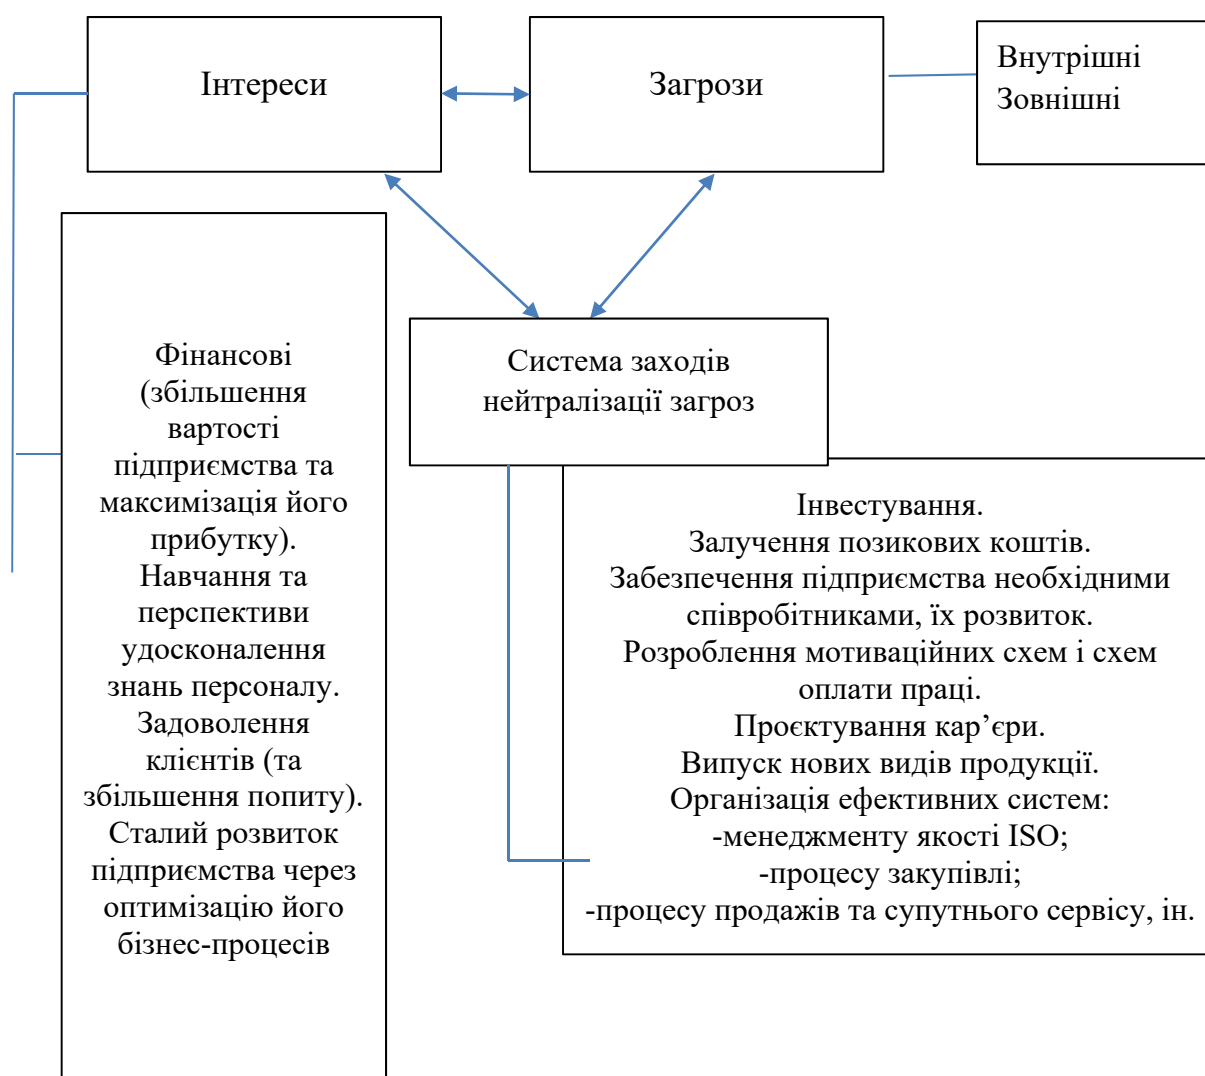 Інтереси
Загрози
Внутрішні
Зовнішні
Фінансові
(збільшення
вартості
підприємства та
максимізація його
прибутку).
Навчання та
перспективи
удосконалення
знань персоналу.
Задоволення
клієнтів (та
збільшення попиту).
Сталий розвиток
підприємства через
оптимізацію його
бізнес-процесів
Система заходів
нейтралізації загроз
Інвестування.
Залучення позикових коштів.
Забезпечення підприємства необхідними
співробітниками, їх розвиток.
Розроблення мотиваційних схем і схем
оплати праці.
Проєктування кар’єри.
Випуск нових видів продукції.
Організація ефективних систем:
-менеджменту якості ISO;
-процесу закупівлі;
-процесу продажів та супутнього сервісу, ін.